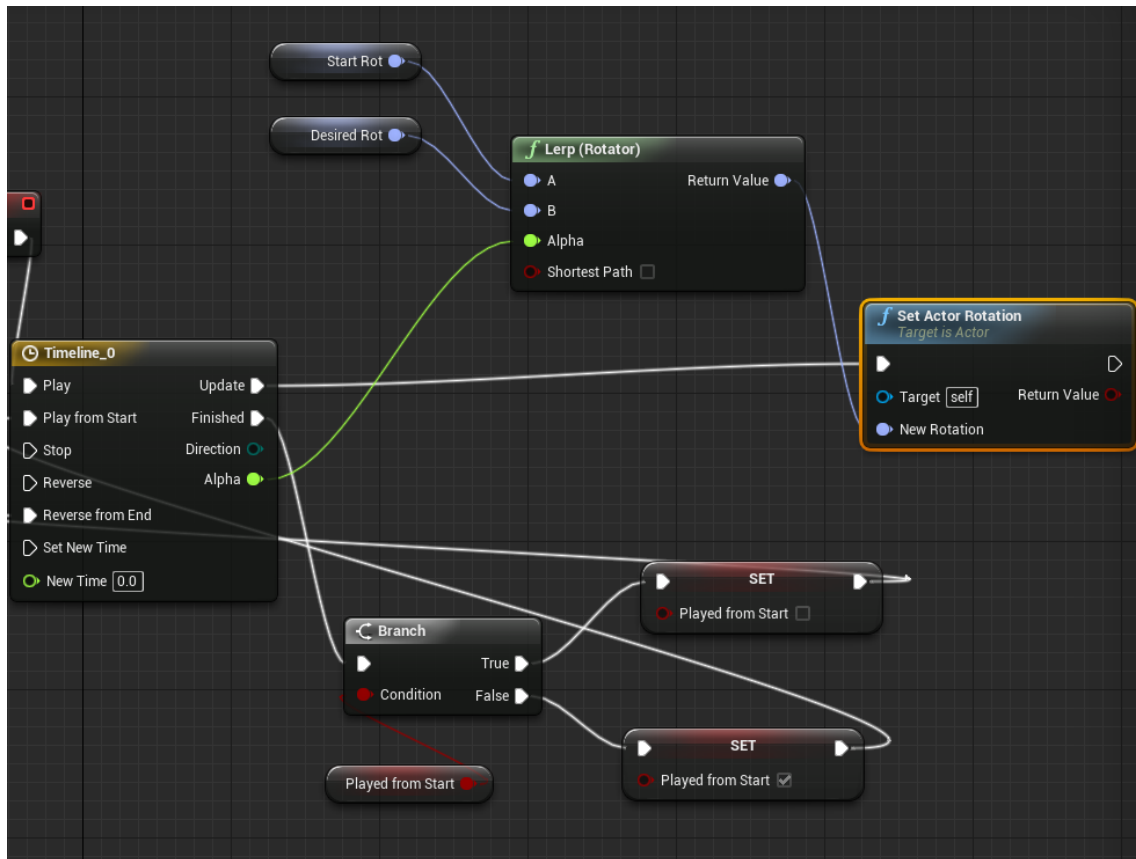 Start Rot
Desired Rot
Lerp (Rotator)
A
Return Value
B
Alpha
Shortest Path
Set Actor Rotation
Target is Actor
Target self
Return Value
New Rotation
Timeline_0
Play
Update
Play from Start
Finished
Stop
Direction
Reverse
Alpha
Reverse from End
Set New Time
New Time 0.0
SET
Played from Start
Branch
True
Condition
False
SET
Played from Start
Played from Start